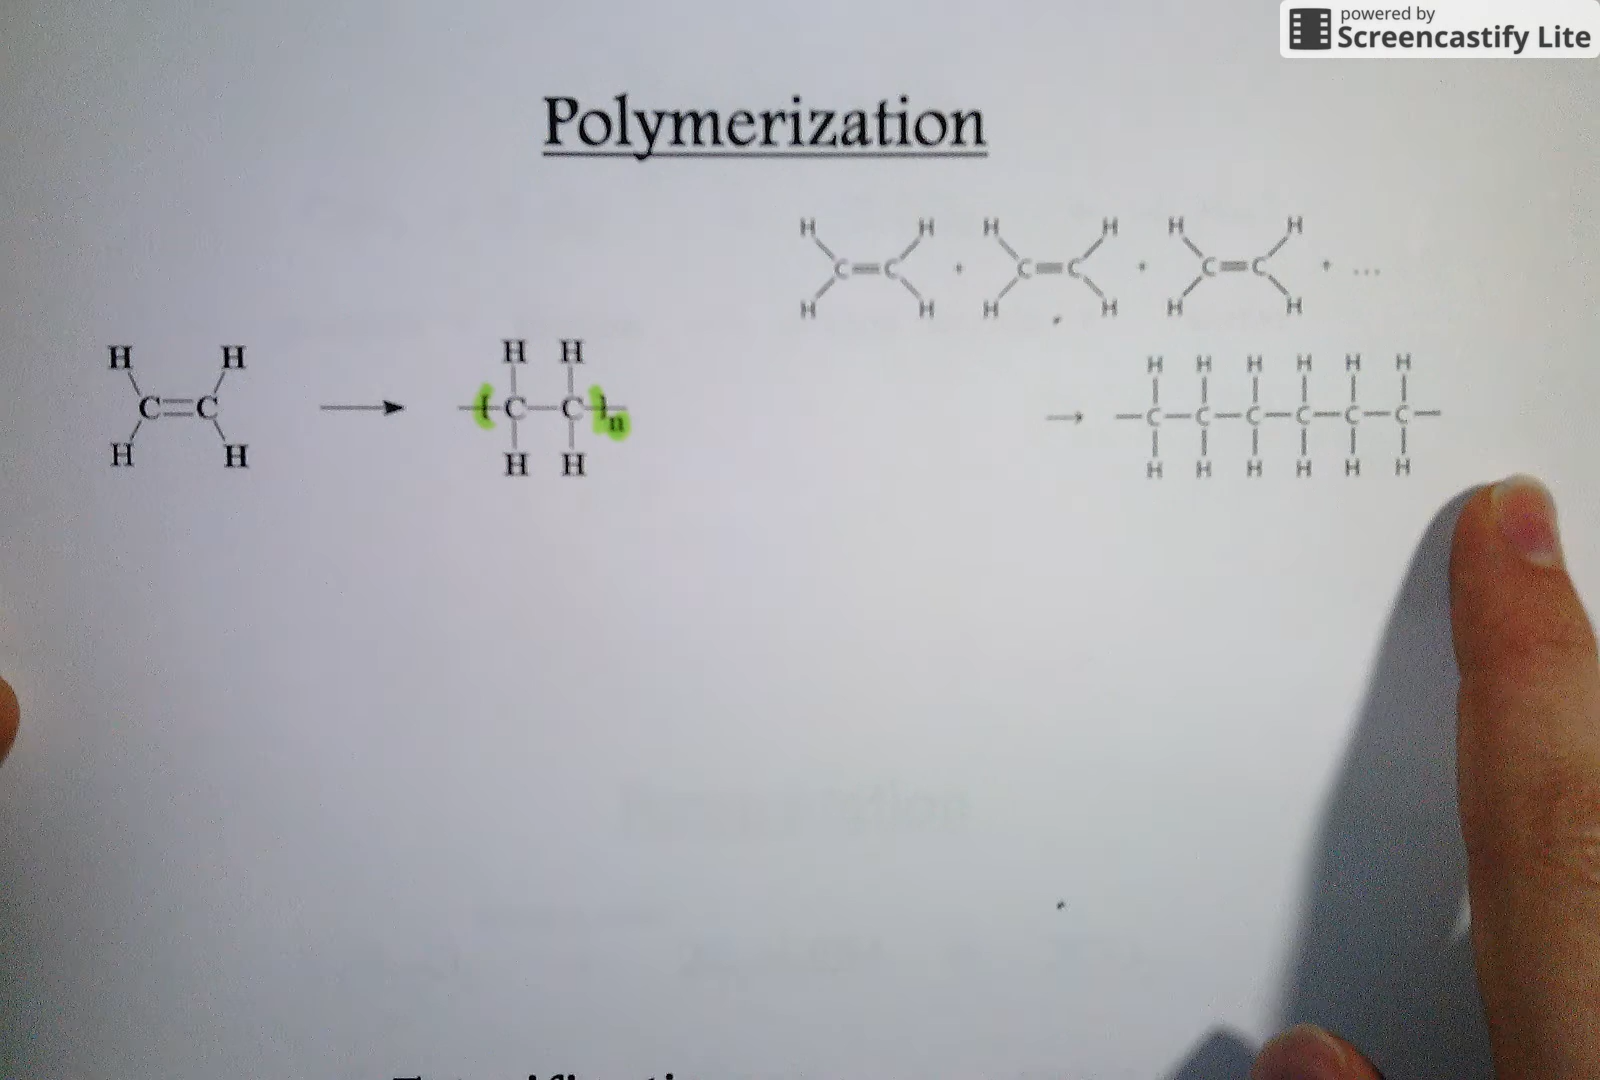 powered by
Screencastify Lite
Polymerization
H H H H H H
C=C + C=C + C=C + ...
H H H H H H
H H
C=C
H H
H H
C—C n
H H
H H H H H H
→ —C—C—C—C—C—C—
H H H H H H